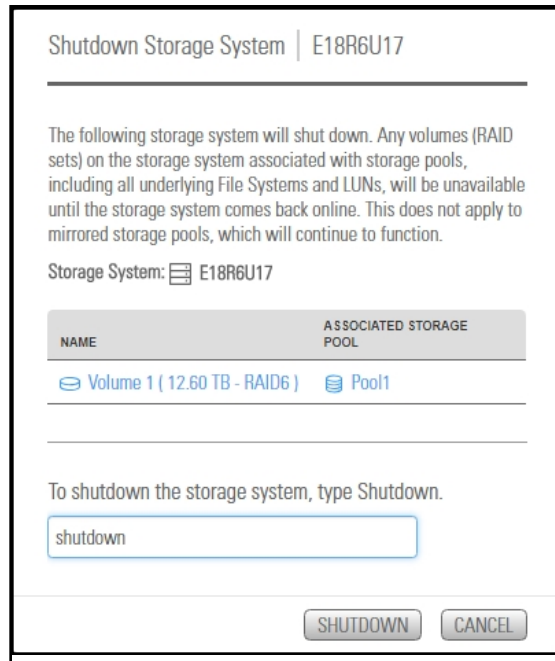 Shutdown Storage System | E18R6U17
The following storage system will shut down. Any volumes (RAID
sets) on the storage system associated with storage pools,
including all underlying File Systems and LUNs, will be unavailable
until the storage system comes back online. This does not apply to
mirrored storage pools, which will continue to function.
Storage System: E18R6U17
NAME ASSOCIATED STORAGE
POOL
Volume 1 ( 12.60 TB - RAID6 ) Pool1
To shutdown the storage system, type Shutdown.
shutdown
SHUTDOWN CANCEL